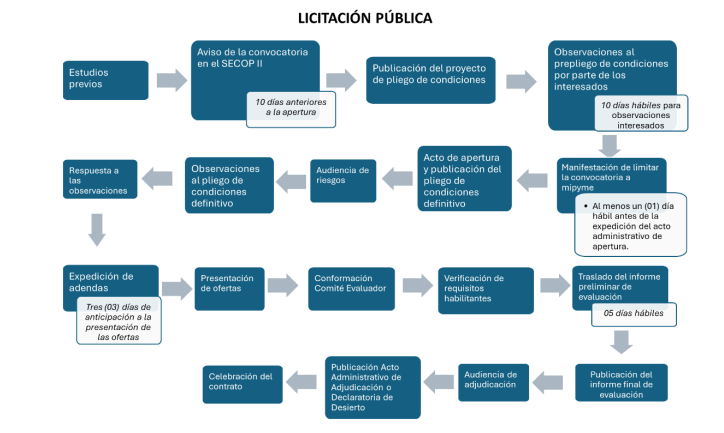 LICITACIÓN PÚBLICA
Estudios
previos
Aviso de la convocatoria
en el SECOP II
10 días anteriores
a la apertura
Publicación del proyecto
de pliego de condiciones
Observaciones al
prepliego de condiciones
por parte de los
interesados
10 días hábiles para
observaciones
interesados
Manifestación de limitar
la convocatoria a
mipyme
• Al menos un (01) día
hábil antes de la
expedición del acto
administrativo de
apertura.
Acto de apertura
y publicación del
pliego de
condiciones
definitivo
Audiencia de
riesgos
Observaciones
al pliego de
condiciones
definitivo
Respuesta a
las
observaciones
Expedición de
adendas
Tres (03) días de
anticipación a la
presentación de
las ofertas
Presentación
de ofertas
Conformación
Comité Evaluador
Verificación de
requisitos
habilitantes
Traslado del informe
preliminar de
evaluación
05 días hábiles
Publicación del
informe final de
evaluación
Audiencia de
adjudicación
Publicación Acto
Administrativo de
Adjudicación o
Declaratoria de
Desierto
Celebración del
contrato